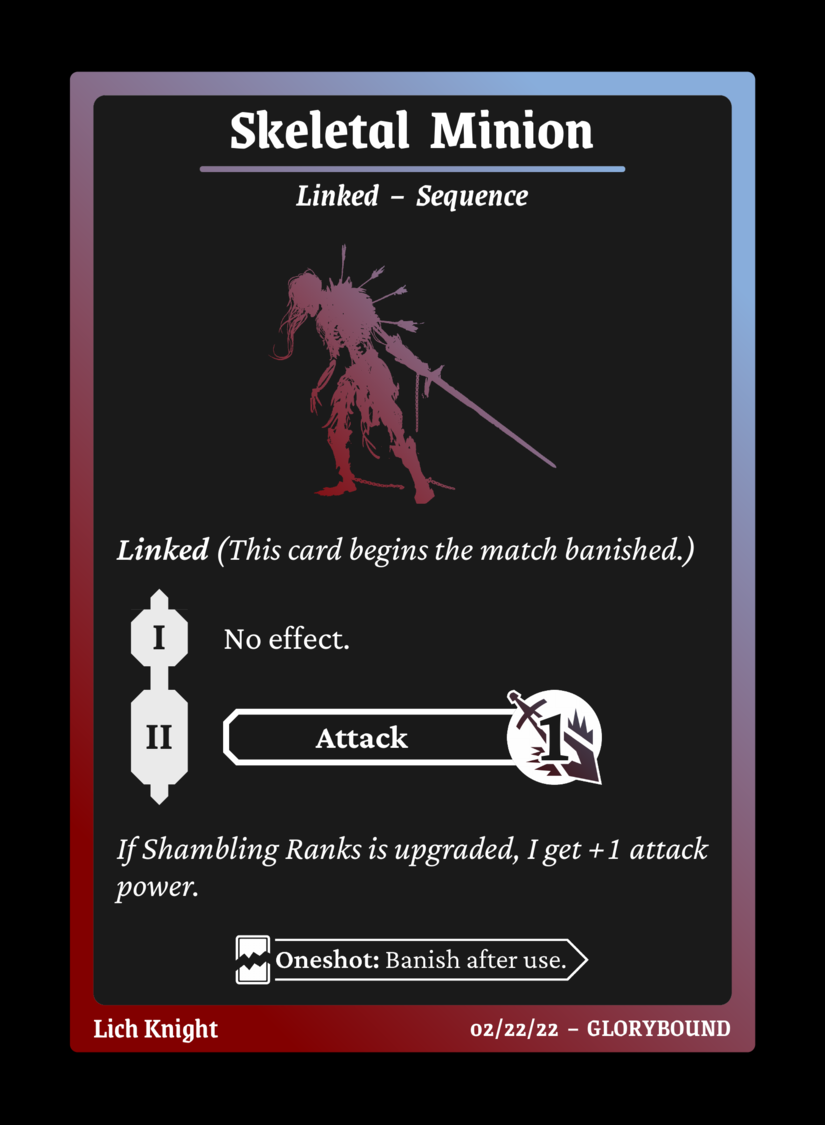 Skeletal Minion
Linked – Sequence
Linked (This card begins the match banished.)
I No effect.
II Attack 1
If Shambling Ranks is upgraded, I get +1 attack
power.
Oneshot: Banish after use.
Lich Knight 02/22/22 – GLORYBOUND